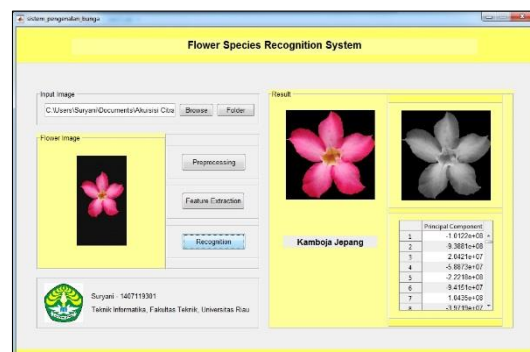 sistem_pengenalan_bunga
Flower Species Recognition System
Input Image
C:\Users\Suryani\Documents\Akuisisi Citra
Browse
Folder
Flower Image
Preprocessing
Feature Extraction
Recognition
Suryani - 1407119301
Teknik Informatika, Fakultas Teknik, Universitas Riau
Result
Kamboja Jepang
Principal Component
1 -1.0122e+08
2 -9.3881e+08
3 2.0421e+07
4 -5.8873e+07
5 -2.2218e+08
6 -9.4151e+07
7 1.0435e+08
8 -3.9719e+07